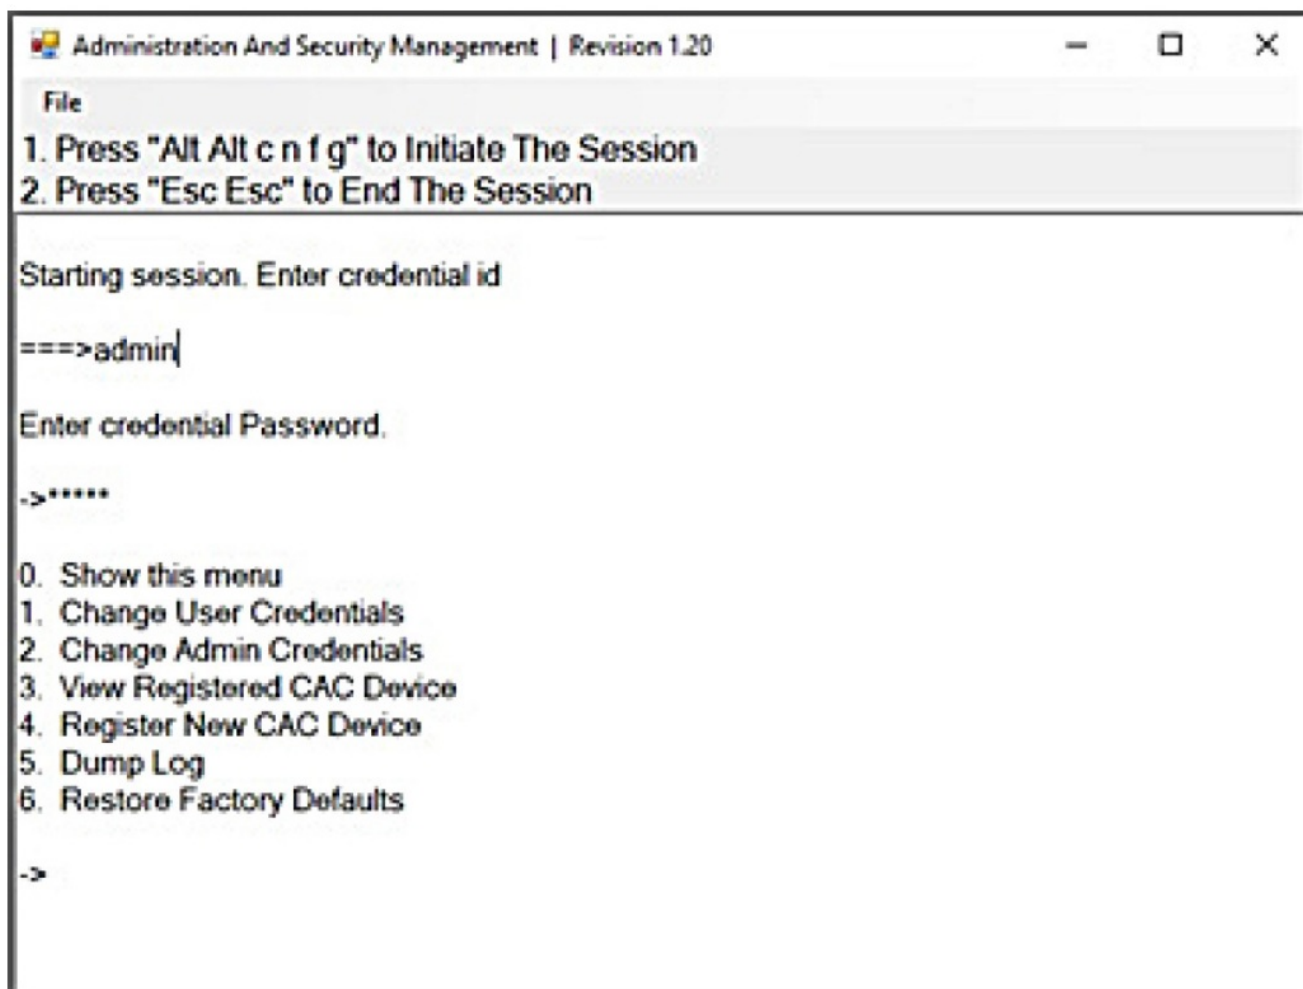 Administration And Security Management | Revision 1.20
File
1. Press "Alt Alt c n f g" to Initiate The Session
2. Press "Esc Esc" to End The Session
Starting session. Enter credential id
===>admin
Enter credential Password.
->*****
0. Show this menu
1. Change User Credentials
2. Change Admin Credentials
3. View Registered CAC Device
4. Register New CAC Device
5. Dump Log
6. Restore Factory Defaults
->